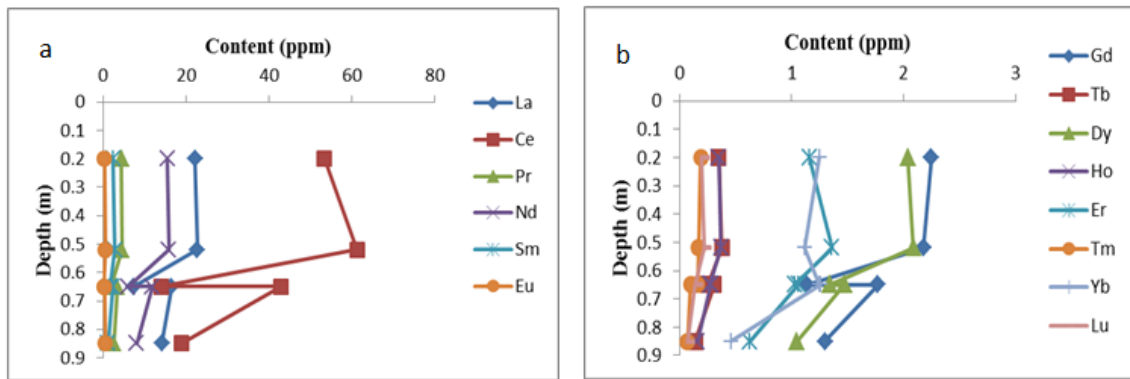 a
Content (ppm)
0 20 40 60 80
Depth (m)
0
0.1
0.2
0.3
0.4
0.5
0.6
0.7
0.8
0.9
La
Ce
Pr
Nd
Sm
Eu
b
Content (ppm)
0 1 2 3
Depth (m)
0
0.1
0.2
0.3
0.4
0.5
0.6
0.7
0.8
0.9
Gd
Tb
Dy
Ho
Er
Tm
Yb
Lu